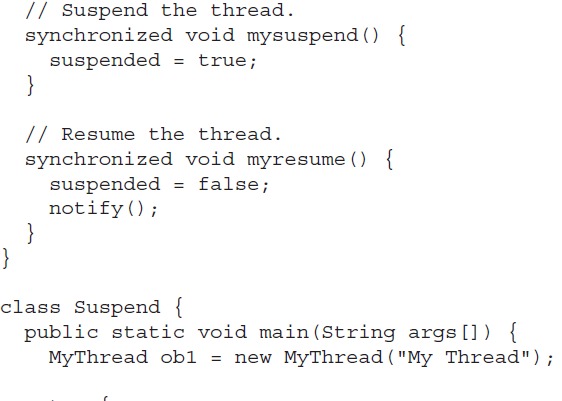 // Suspend the thread.
synchronized void mysuspend() {
suspended = true;
}
// Resume the thread.
synchronized void myresume() {
suspended = false;
notify();
}
}
class Suspend {
public static void main(String args[]) {
MyThread ob1 = new MyThread("My Thread");